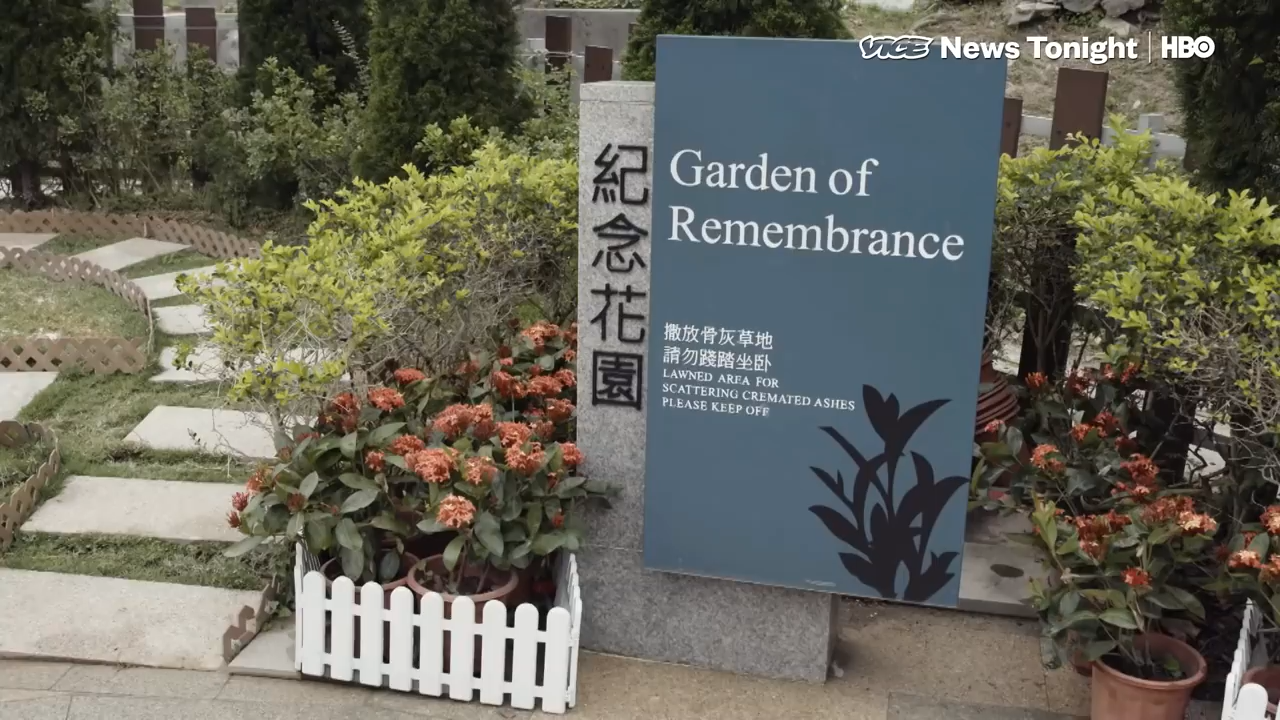 VICE News Tonight | HBO
紀念花園
Garden of
Remembrance
撒放骨灰草地
請勿踐踏坐卧
LAWNED AREA FOR
SCATTERING CREMATED ASHES
PLEASE KEEP OFF